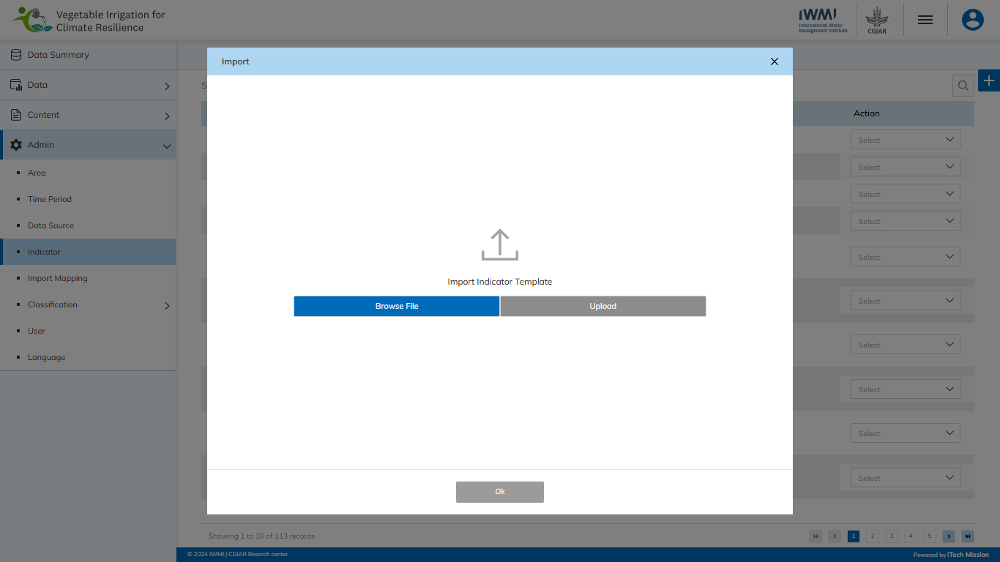 Vegetable Irrigation for
Climate Resilience
IWMI
International Water
Management Institute
CGIAR
Data Summary
Data
Content
Admin
Area
Time Period
Data Source
Indicator
Import Mapping
Classification
User
Language
Import
S
Action
Select
Select
Select
Select
Select
Select
Select
Select
Select
Select
Import Indicator Template
Browse File
Upload
Ok
Showing 1 to 10 of 113 records
1 2 3 4 5
© 2024 IWMI | CGIAR Reserch center
Powered by iTech Mission